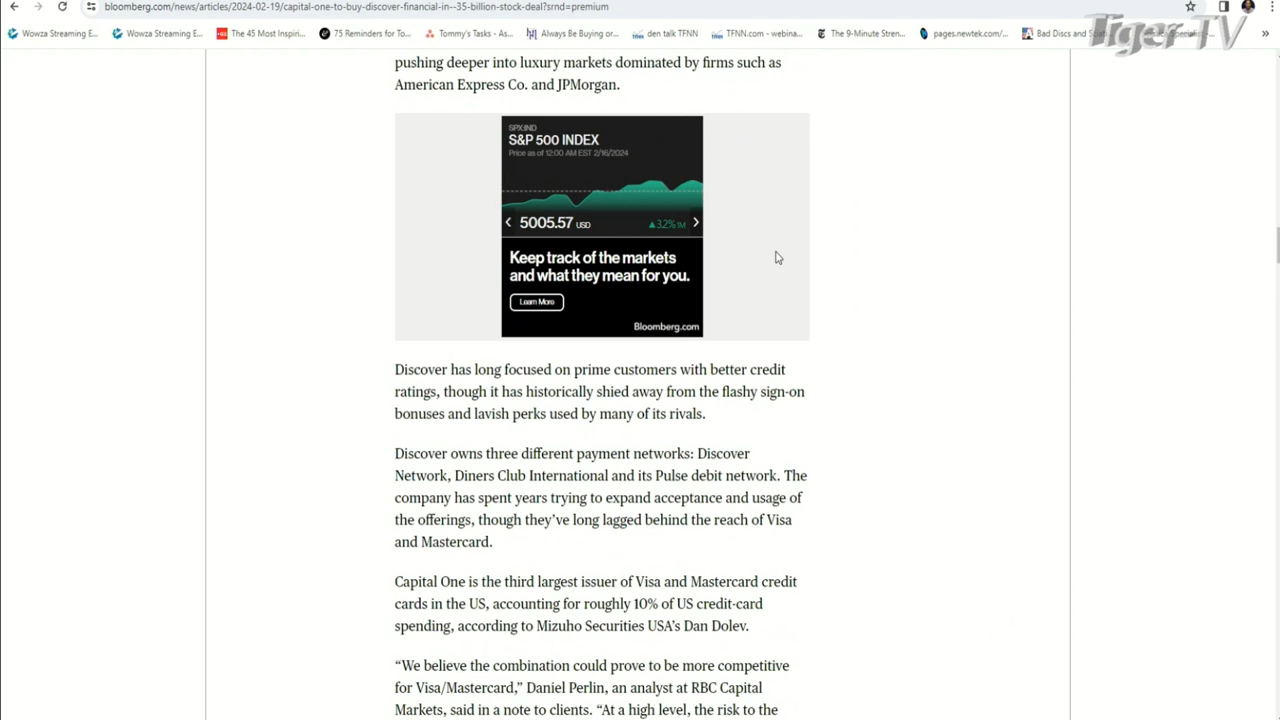 bloomberg.com/news/articles/2024-02-19/capital-one-to-buy-discover-financial-in--35-billion-stock-deal?srnd=premium
Wowza Streaming E... Wowza Streaming E... The 45 Most Inspiri... 75 Reminders for To... Tommy's Tasks - As... Always Be Buying or... den talk TFNN TFNN.com - webina... The 9-Minute Stren... pages.newtek.com/... Bad Discs and
Tiger TV
pushing deeper into luxury markets dominated by firms such as
American Express Co. and JPMorgan.
SPX:IND
S&P 500 INDEX
Price as of 12:00 AM EST 2/16/2024
5005.57 USD ▲3.2% 1M
Keep track of the markets
and what they mean for you.
Learn More
Bloomberg.com
Discover has long focused on prime customers with better credit
ratings, though it has historically shied away from the flashy sign-on
bonuses and lavish perks used by many of its rivals.
Discover owns three different payment networks: Discover
Network, Diners Club International and its Pulse debit network. The
company has spent years trying to expand acceptance and usage of
the offerings, though they've long lagged behind the reach of Visa
and Mastercard.
Capital One is the third largest issuer of Visa and Mastercard credit
cards in the US, accounting for roughly 10% of US credit-card
spending, according to Mizuho Securities USA's Dan Dolev.
“We believe the combination could prove to be more competitive
for Visa/Mastercard,” Daniel Perlin, an analyst at RBC Capital
Markets, said in a note to clients. “At a high level, the risk to the